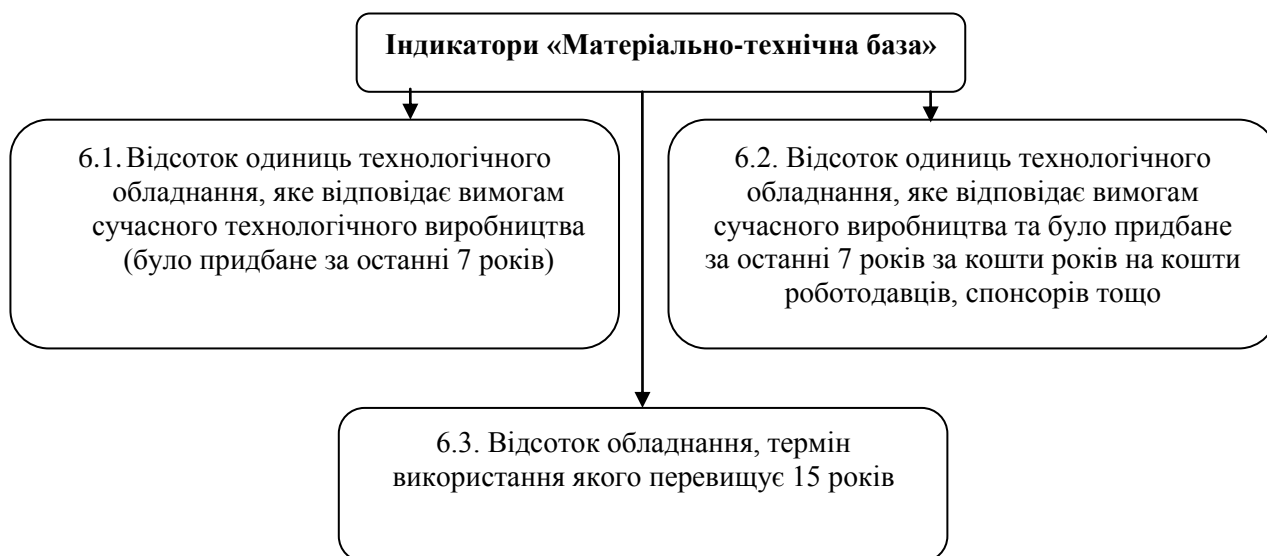 Індикатори «Матеріально-технічна база»
6.1. Відсоток одиниць технологічного
обладнання, яке відповідає вимогам
сучасного технологічного виробництва
(було придбане за останні 7 років)
6.2. Відсоток одиниць технологічного
обладнання, яке відповідає вимогам
сучасного виробництва та було придбане
за останні 7 років за кошти років на кошти
роботодавців, спонсорів тощо
6.3. Відсоток обладнання, термін
використання якого перевищує 15 років